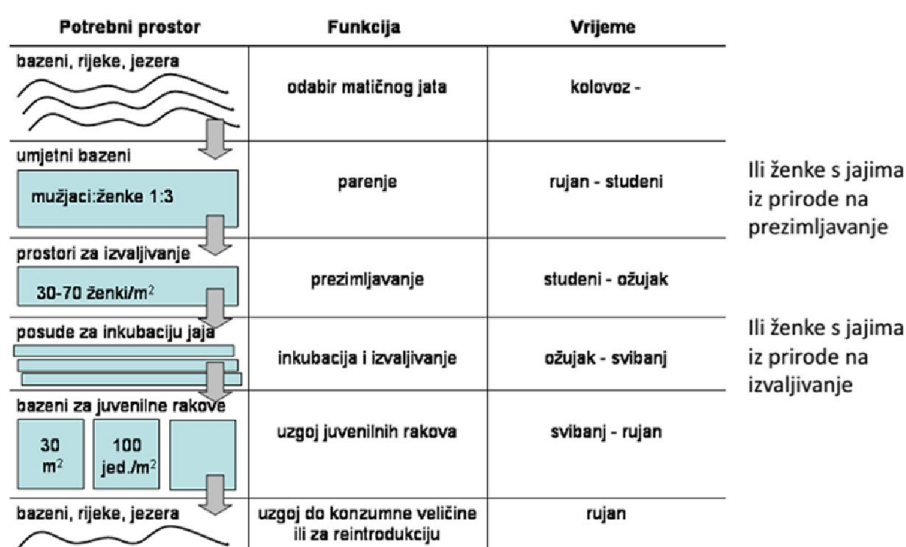 Potrebni prostor Funkcija Vrijeme
bazeni, rijeke, jezera
odabir matičnog jata kolovoz -
umjetni bazeni
mužjaci:ženke 1:3
parenje rujan - studeni
Ili ženke s jajima
iz prirode na
prezimljavanje
prostori za izvaljivanje
30-70 ženki/m²
prezimljavanje studeni - ožujak
posude za inkubaciju jaja
inkubacija i izvaljivanje ožujak - svibanj
Ili ženke s jajima
iz prirode na
izvaljivanje
bazeni za juvenilne rakove
30
m²
100
jed./m²
uzgoj juvenilnih rakova svibanj - rujan
bazeni, rijeke, jezera
uzgoj do konzumne veličine
ili za reintrodukciju
rujan